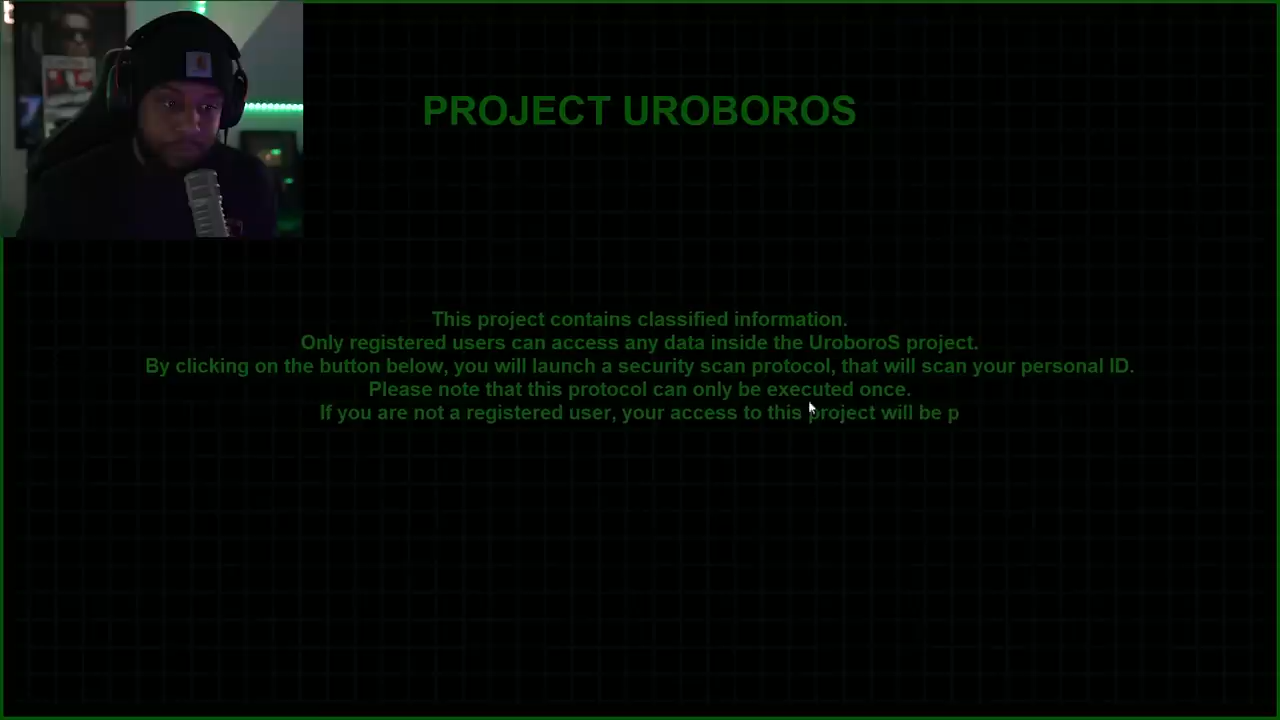 PROJECT UROBOROS
This project contains classified information.
Only registered users can access any data inside the UroboroS project.
By clicking on the button below, you will launch a security scan protocol, that will scan your personal ID.
Please note that this protocol can only be executed once.
If you are not a registered user, your access to this project will be p